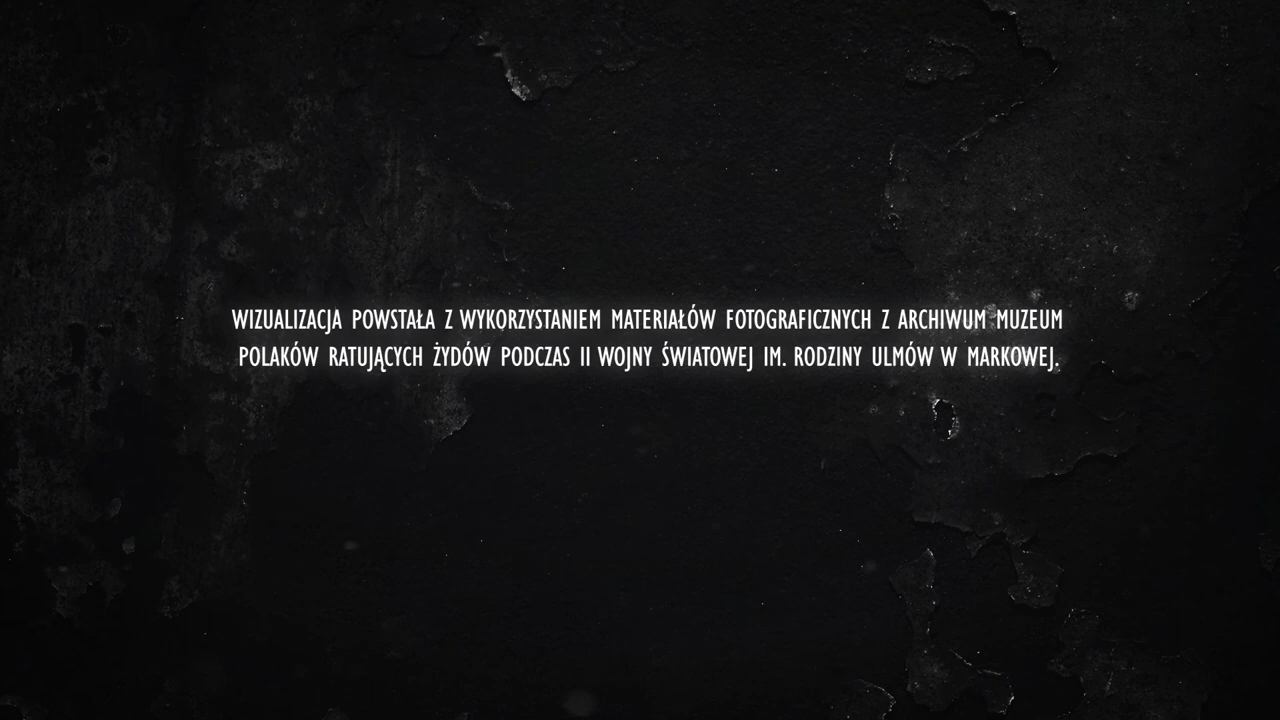 WIZUALIZACJA POWSTAŁA Z WYKORZYSTANIEM MATERIAŁÓW FOTOGRAFICZNYCH Z ARCHIWUM MUZEUM
POLAKÓW RATUJĄCYCH ŻYDÓW PODCZAS II WOJNY ŚWIATOWEJ IM. RODZINY ULMÓW W MARKOWEJ.